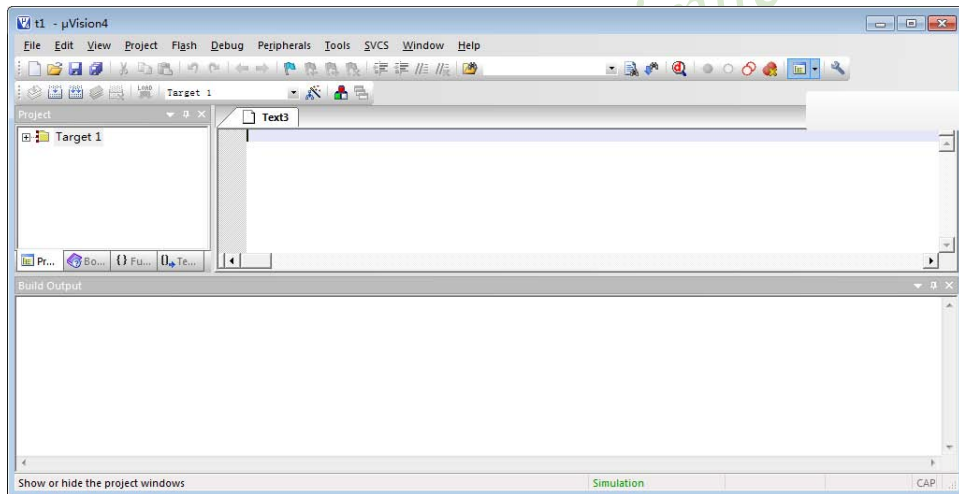 t1 - µVision4
File Edit View Project Flash Debug Peripherals Tools SVCS Window Help
LOAD Target 1
Project
Text3
Target 1
Pr... Bo... {} Fu... 0 Te...
Build Output
Show or hide the project windows Simulation CAP